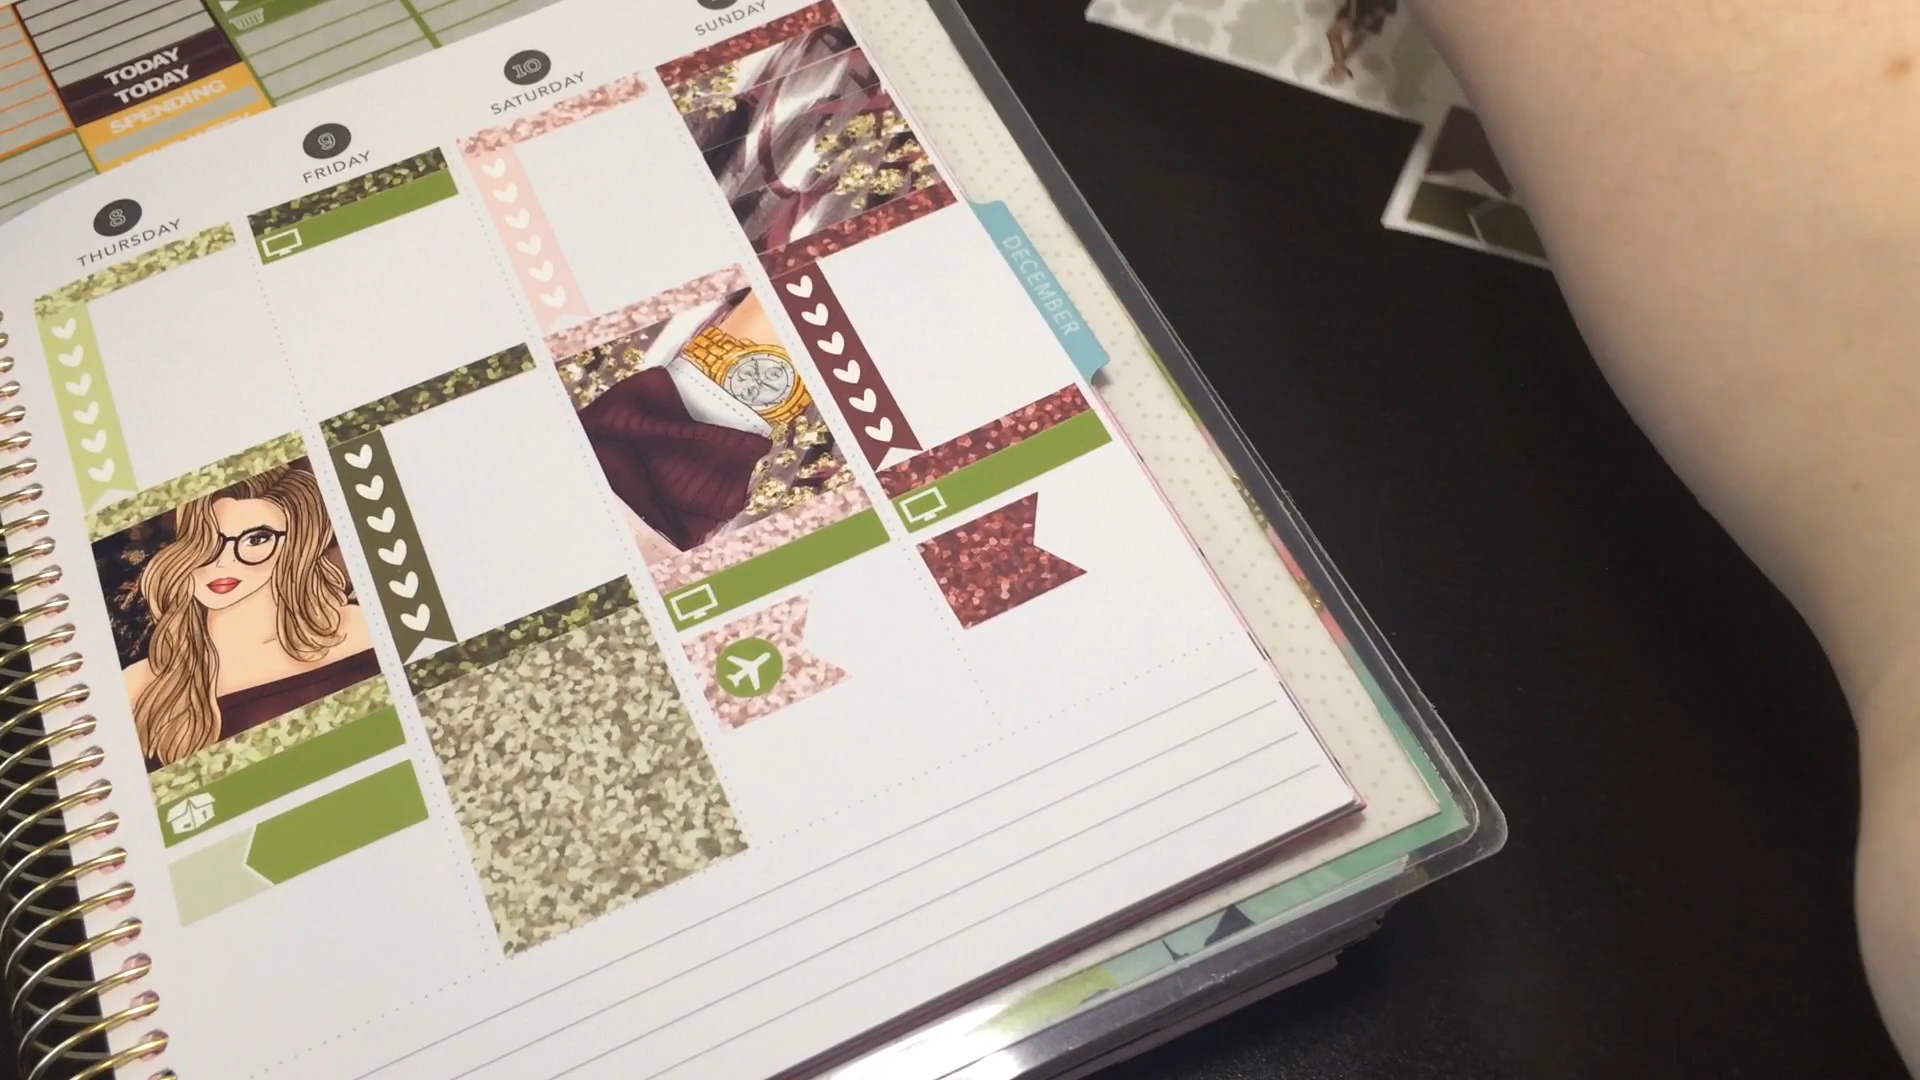 TODAY
TODAY
SPENDING
8
THURSDAY
9
FRIDAY
10
SATURDAY
SUNDAY
DECEMBER